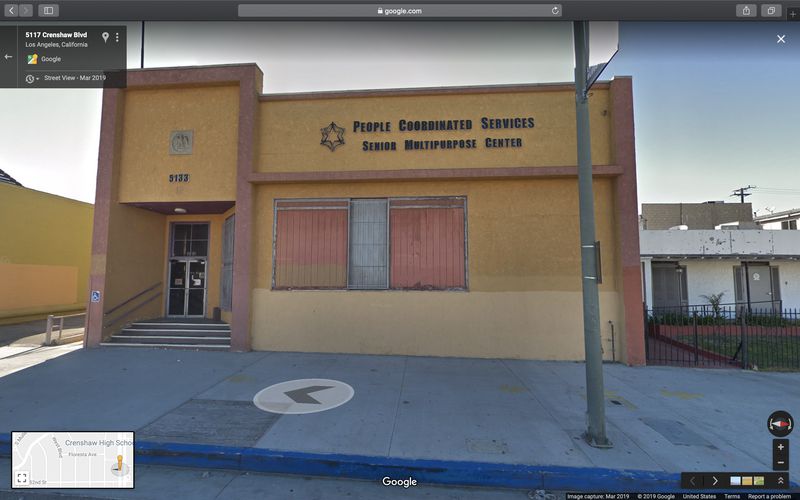 google.com
5117 Crenshaw Blvd
Los Angeles, California
Google
Street View - Mar 2019
PEOPLE COORDINATED SERVICES
SENIOR MULTIPURPOSE CENTER
5133
Crenshaw High School
Floresta Ave
52nd St
Google
Image capture: Mar 2019 © 2019 Google United States Terms Report a problem